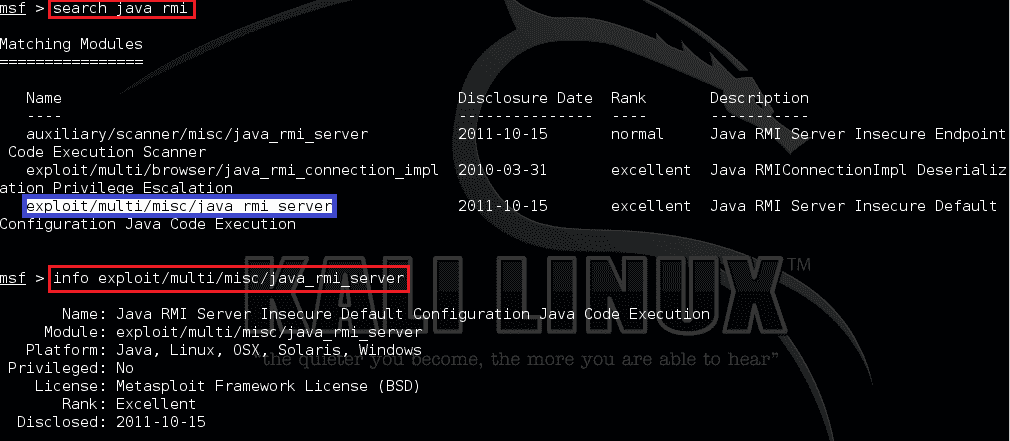 msf > search java rmi
Matching Modules
================
Name Disclosure Date Rank Description
---- --------------- ---- -----------
auxiliary/scanner/misc/java_rmi_server 2011-10-15 normal Java RMI Server Insecure Endpoint
Code Execution Scanner
exploit/multi/browser/java_rmi_connection_impl 2010-03-31 excellent Java RMIConnectionImpl Deserializ
ation Privilege Escalation
exploit/multi/misc/java_rmi_server 2011-10-15 excellent Java RMI Server Insecure Default
Configuration Java Code Execution
msf > info exploit/multi/misc/java_rmi_server
KALI LINUX™
Name: Java RMI Server Insecure Default Configuration Java Code Execution
Module: exploit/multi/misc/java_rmi_server
Platform: Java, Linux, OSX, Solaris, Windows
"the quieter you become, the more you are able to hear"
Privileged: No
License: Metasploit Framework License (BSD)
Rank: Excellent
Disclosed: 2011-10-15